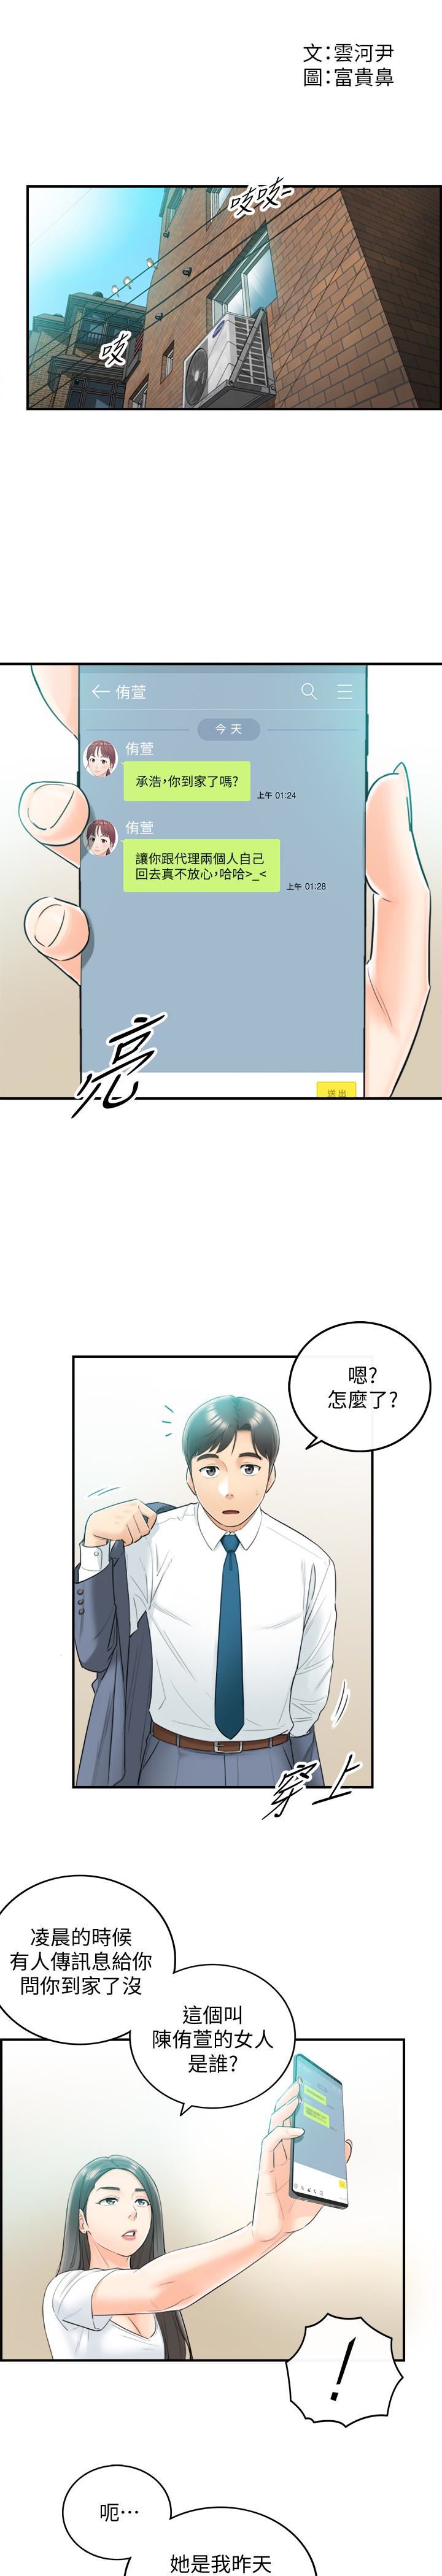 文：雲河尹
圖：富貴鼻
吱吱-
吱
侑萱
今天
侑萱
承浩，你到家了嗎？
上午 01:24
侑萱
讓你跟代理兩個人自己
回去真不放心，哈哈>_<
上午 01:28
亮
送出
嗯？
怎麼了？
穿上
凌晨的時候
有人傳訊息給你
問你到家了沒
這個叫
陳侑萱的女人
是誰？
！
呃…
她是我昨天